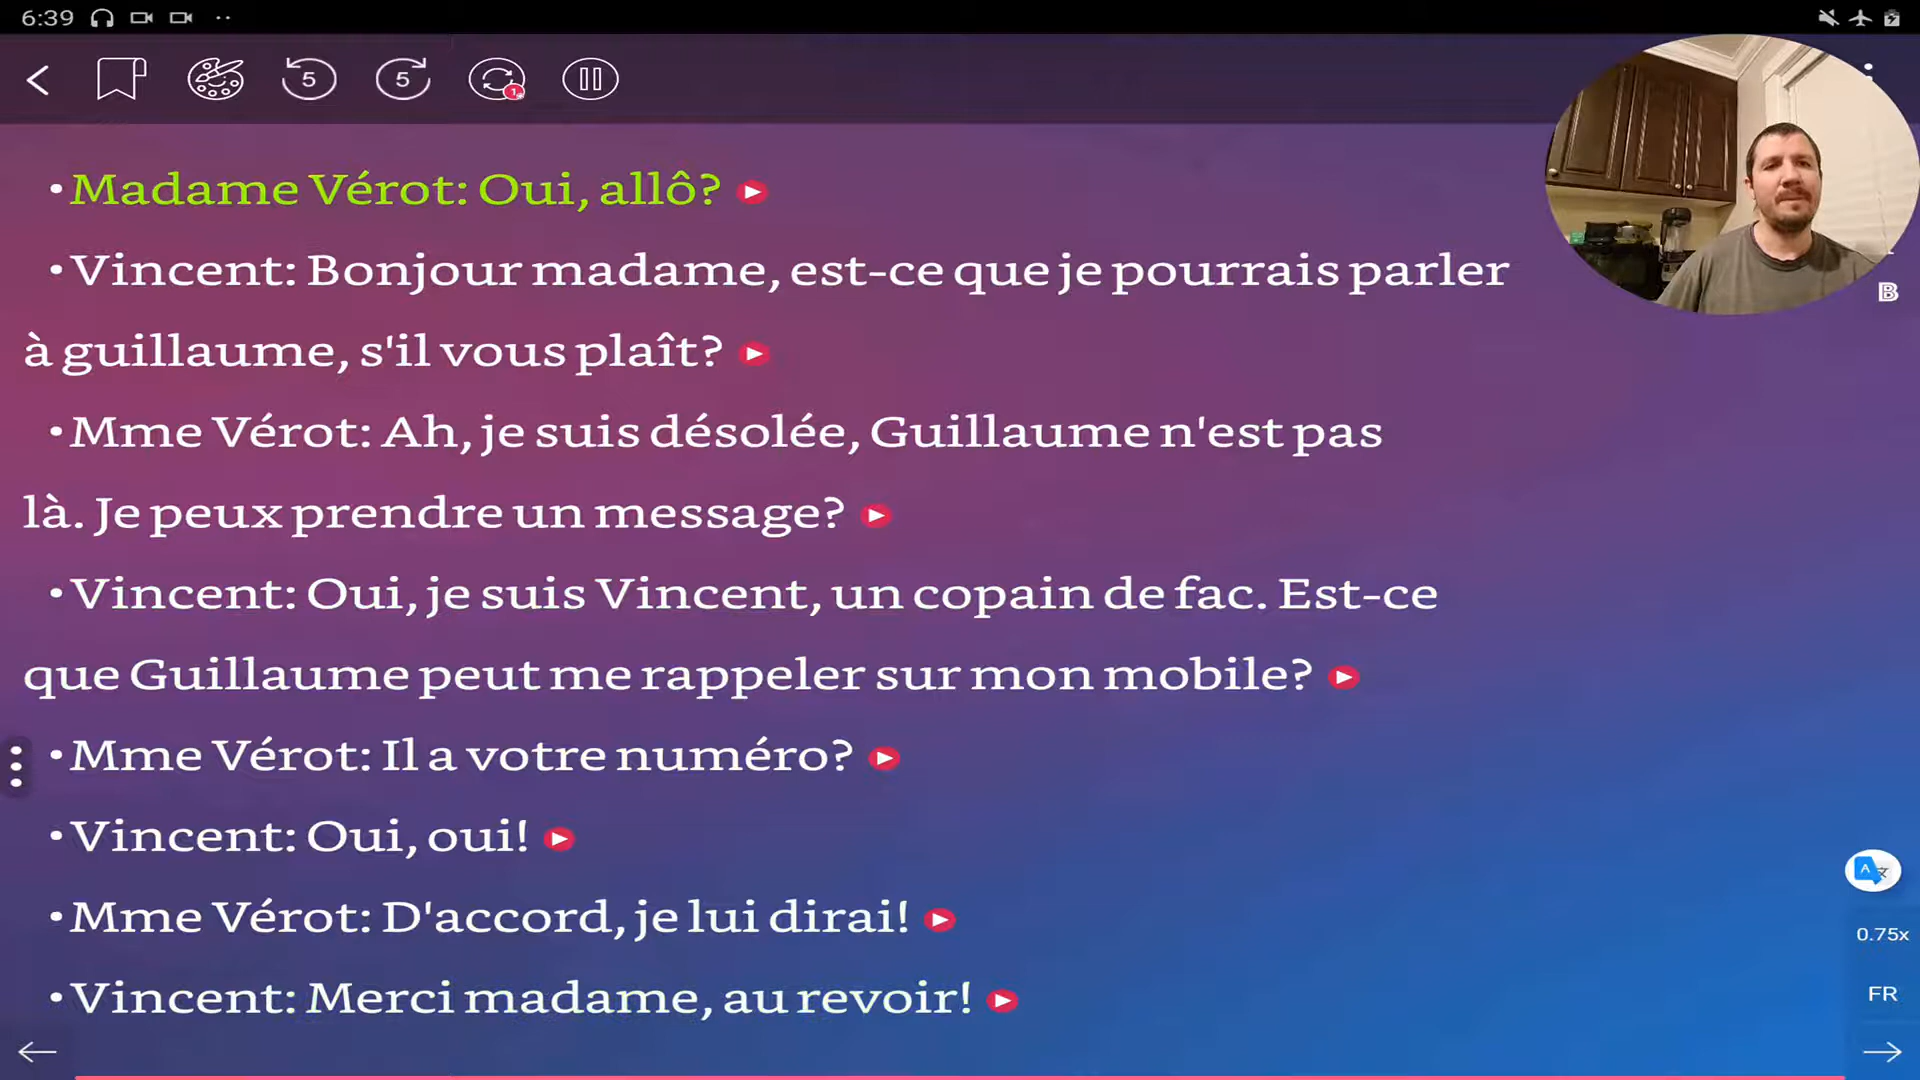 6:39
5 5 1
•Madame Vérot: Oui, allô?
•Vincent: Bonjour madame, est-ce que je pourrais parler
à guillaume, s'il vous plaît?
•Mme Vérot: Ah, je suis désolée, Guillaume n'est pas
là. Je peux prendre un message?
•Vincent: Oui, je suis Vincent, un copain de fac. Est-ce
que Guillaume peut me rappeler sur mon mobile?
•Mme Vérot: Il a votre numéro?
•Vincent: Oui, oui!
•Mme Vérot: D'accord, je lui dirai!
•Vincent: Merci madame, au revoir!
B
A 文
0.75x
FR